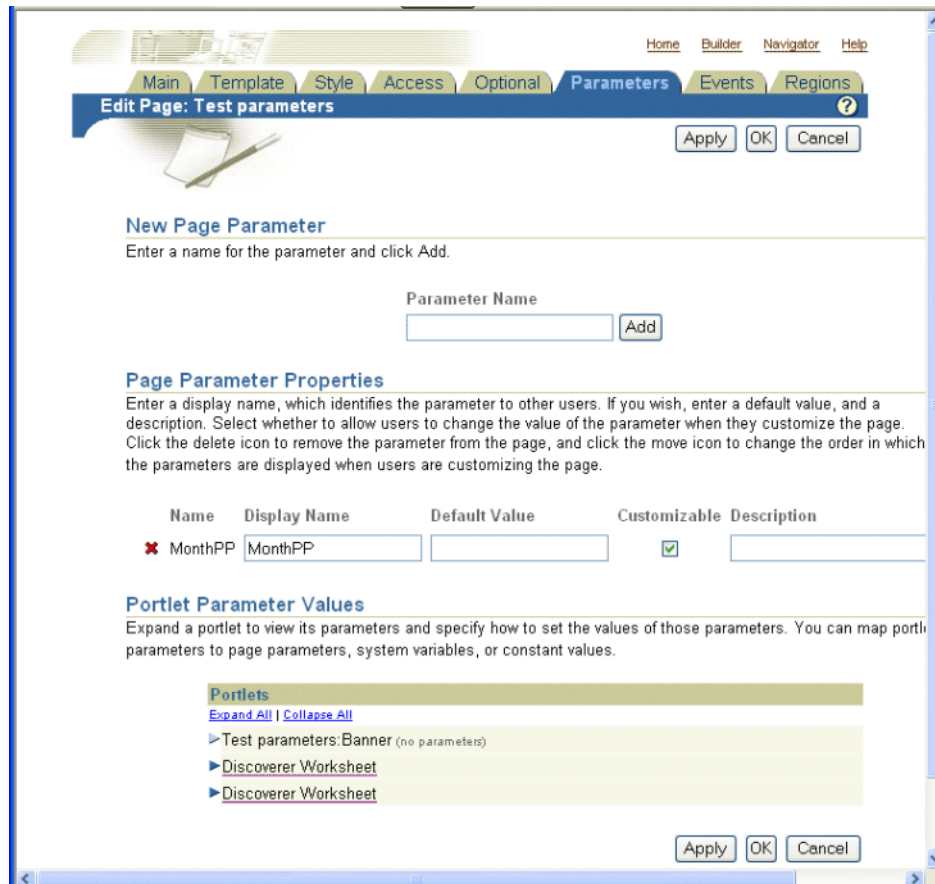 Home Builder Navigator Help
Main Template Style Access Optional Parameters Events Regions
Edit Page: Test parameters ?
Apply OK Cancel
New Page Parameter
Enter a name for the parameter and click Add.
Parameter Name
Add
Page Parameter Properties
Enter a display name, which identifies the parameter to other users. If you wish, enter a default value, and a
description. Select whether to allow users to change the value of the parameter when they customize the page.
Click the delete icon to remove the parameter from the page, and click the move icon to change the order in which
the parameters are displayed when users are customizing the page.
Name Display Name Default Value Customizable Description
MonthPP MonthPP
Portlet Parameter Values
Expand a portlet to view its parameters and specify how to set the values of those parameters. You can map portle
parameters to page parameters, system variables, or constant values.
Portlets
Expand All | Collapse All
Test parameters:Banner (no parameters)
Discoverer Worksheet
Discoverer Worksheet
Apply OK Cancel